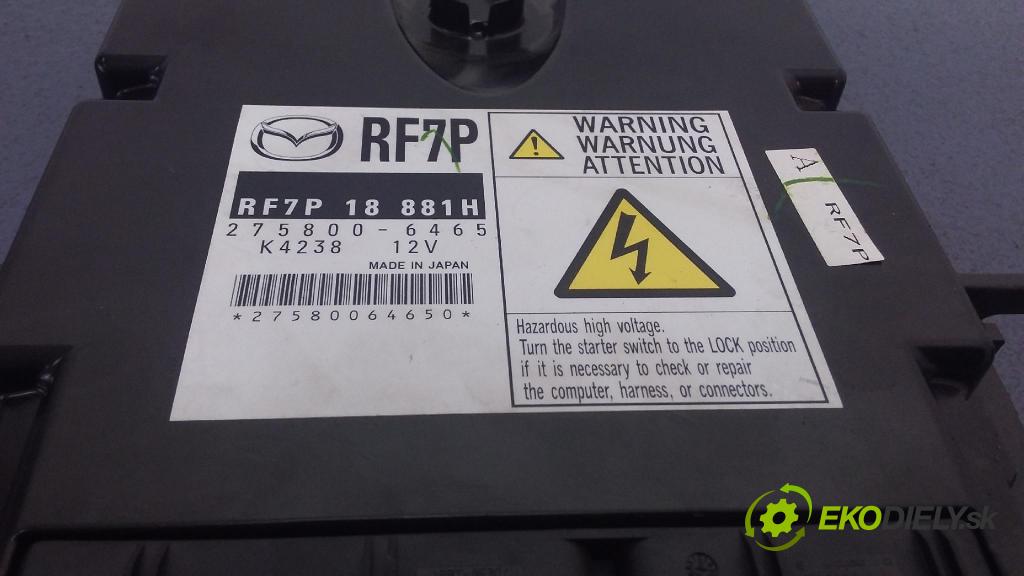 RF7P
RF7P 18 881H
275800-6465
K4238 12V
MADE IN JAPAN
*27580064650*
WARNING
WARNUNG
ATTENTION
Hazardous high voltage.
Turn the starter switch to the LOCK position
if it is necessary to check or repair
the computer, harness, or connectors.
A
RF7P
EKODIELY.sk